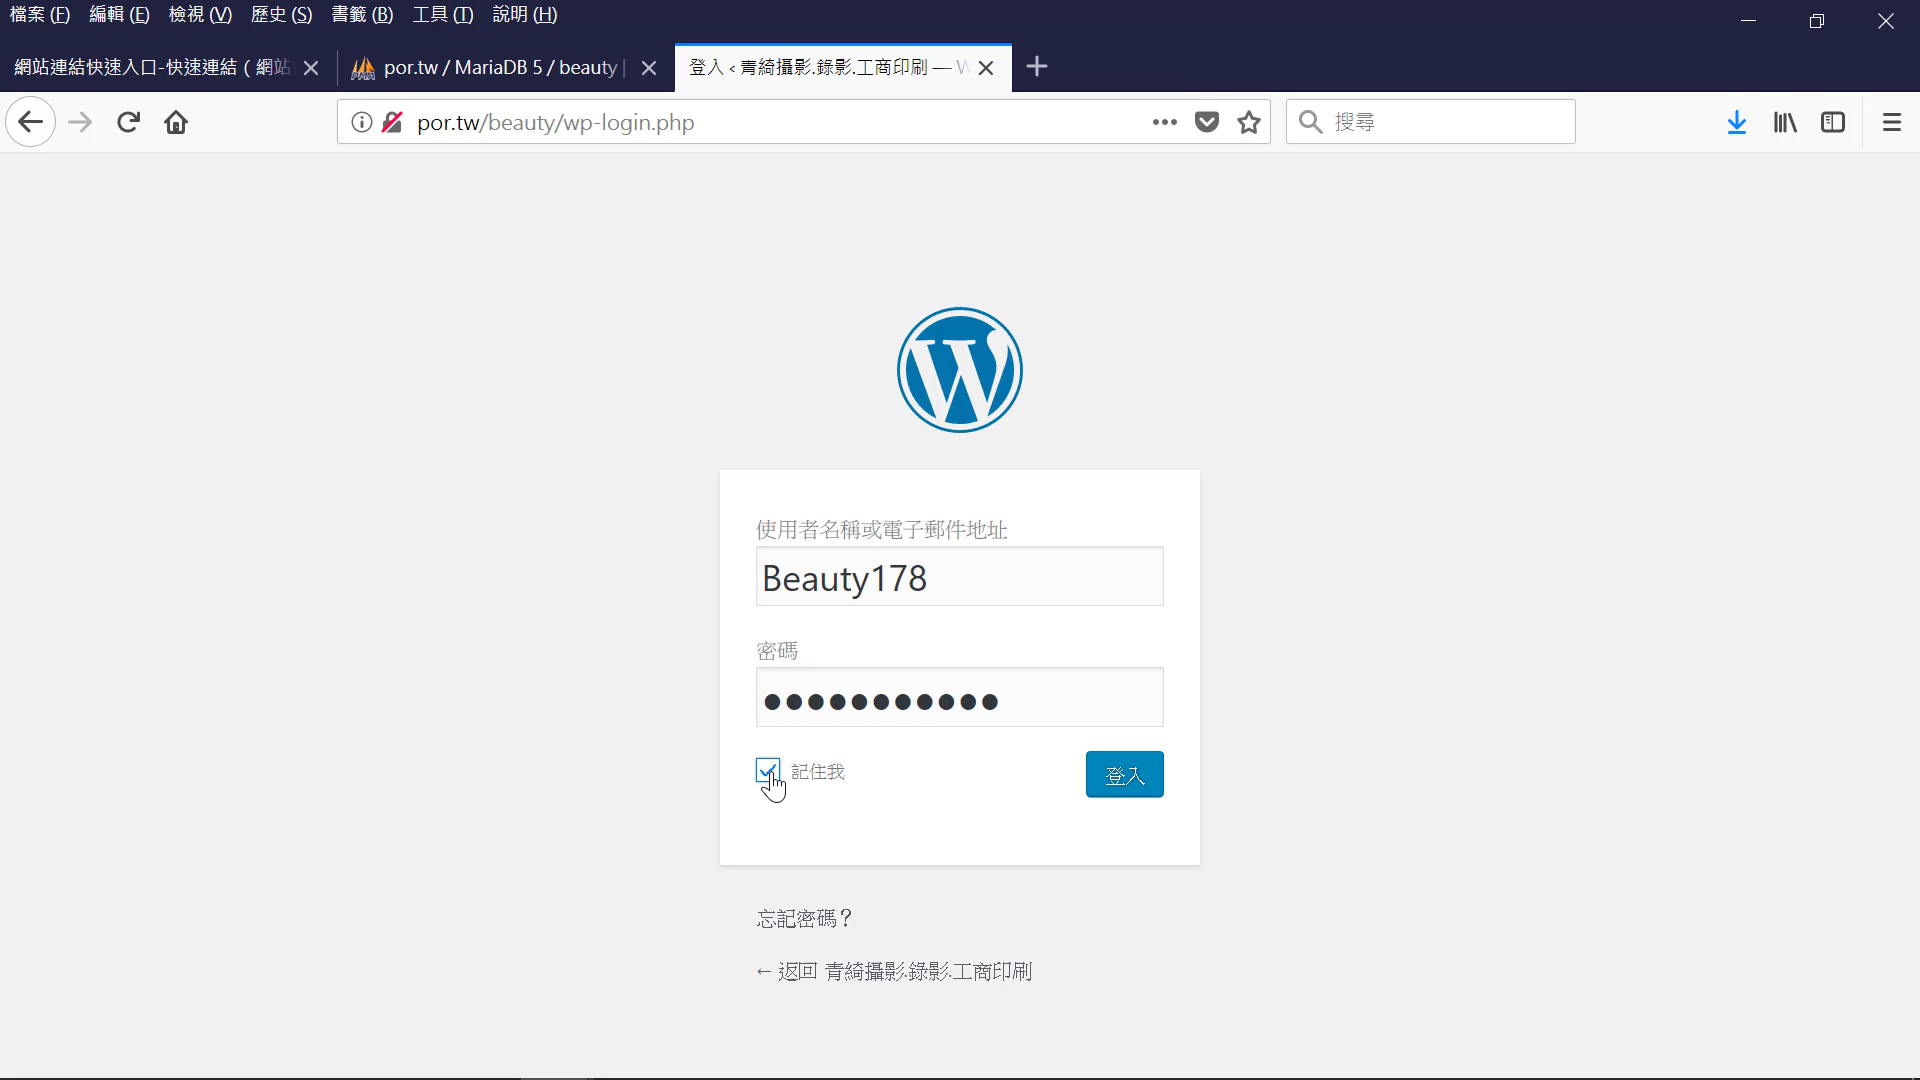 檔案 (F) 編輯 (E) 檢視 (V) 歷史 (S) 書籤 (B) 工具 (T) 說明 (H)
網站連結快速入口-快速連結 ( 網站
por.tw / MariaDB 5 / beauty |
登入 ‹ 青綺攝影.錄影.工商印刷 — W
por.tw/beauty/wp-login.php
搜尋
使用者名稱或電子郵件地址
Beauty178
密碼
記住我
登入
忘記密碼？
← 返回 青綺攝影.錄影.工商印刷